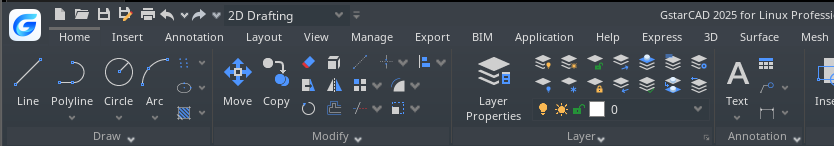 2D Drafting GstarCAD 2025 for Linux Professi
Home Insert Annotation Layout View Manage Export BIM Application Help Express 3D Surface Mesh
Line Polyline Circle Arc Move Copy Layer Properties 0 Text Inse
Draw Modify Layer Annotation